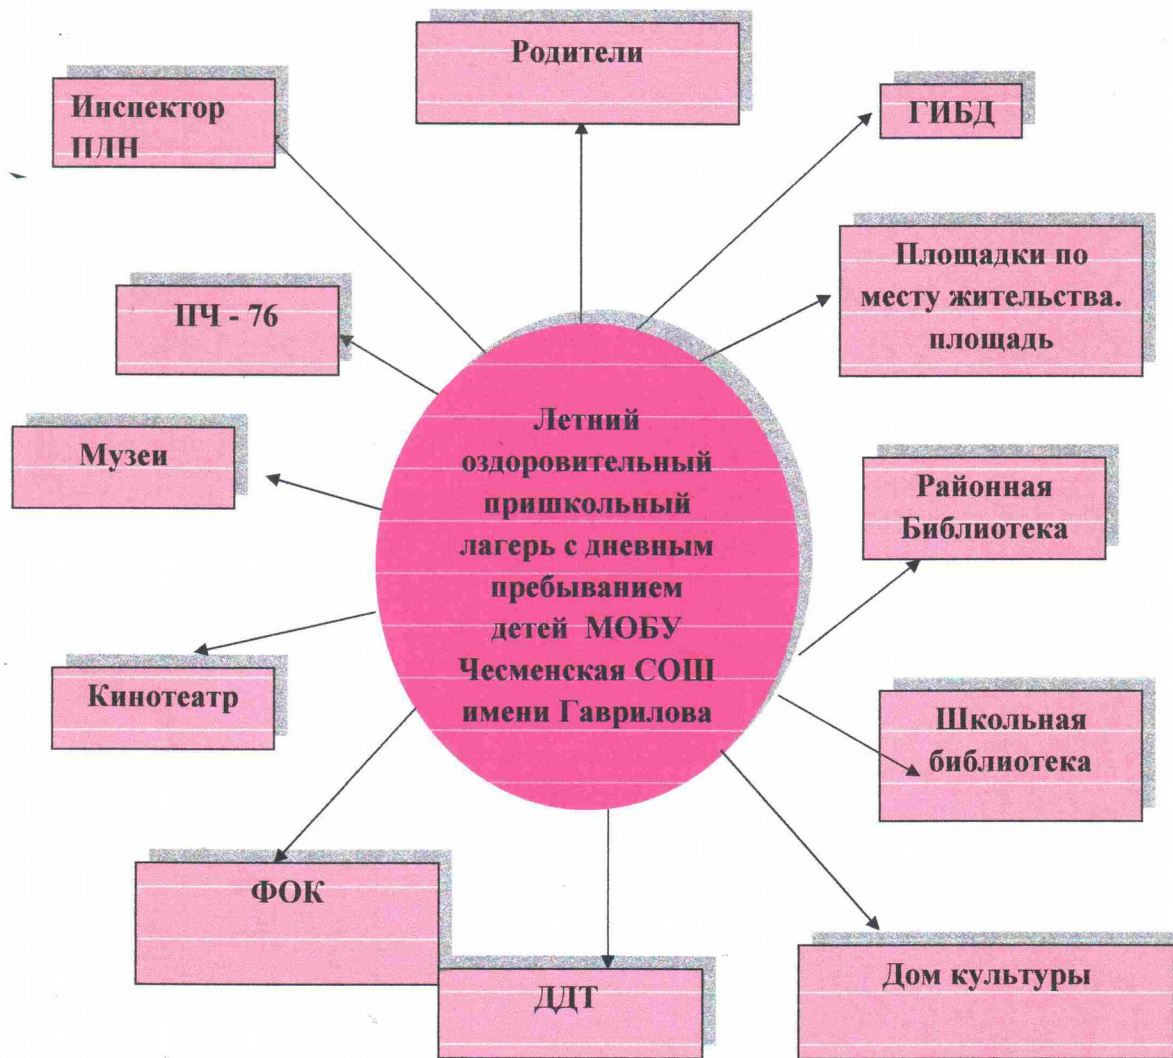 Родители
Инспектор
ПДН
ГИБД
Площадки по
месту жительства.
площадь
ПЧ - 76
Летний
оздоровительный
пришкольный
лагерь с дневным
пребыванием
детей МОБУ
Чесменская СОШ
имени Гаврилова
Музеи
Районная
Библиотека
Кинотеатр
Школьная
библиотека
ФОК
ДДТ
Дом культуры